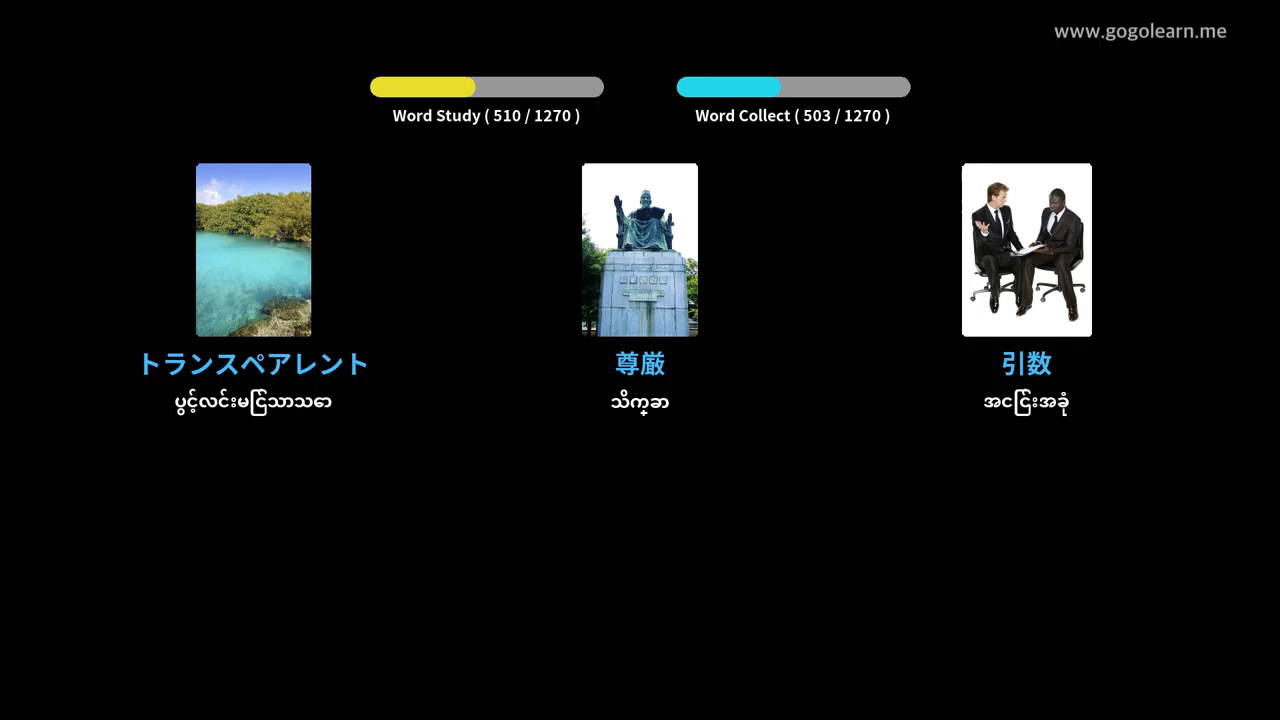 www.gogolearn.me
Word Study ( 510 / 1270 )
Word Collect ( 503 / 1270 )
トランスペアレント
尊厳
引数
ပွင့်လင်းမြင်သာသော
သိက္ခာ
အငြင်းအခုံ